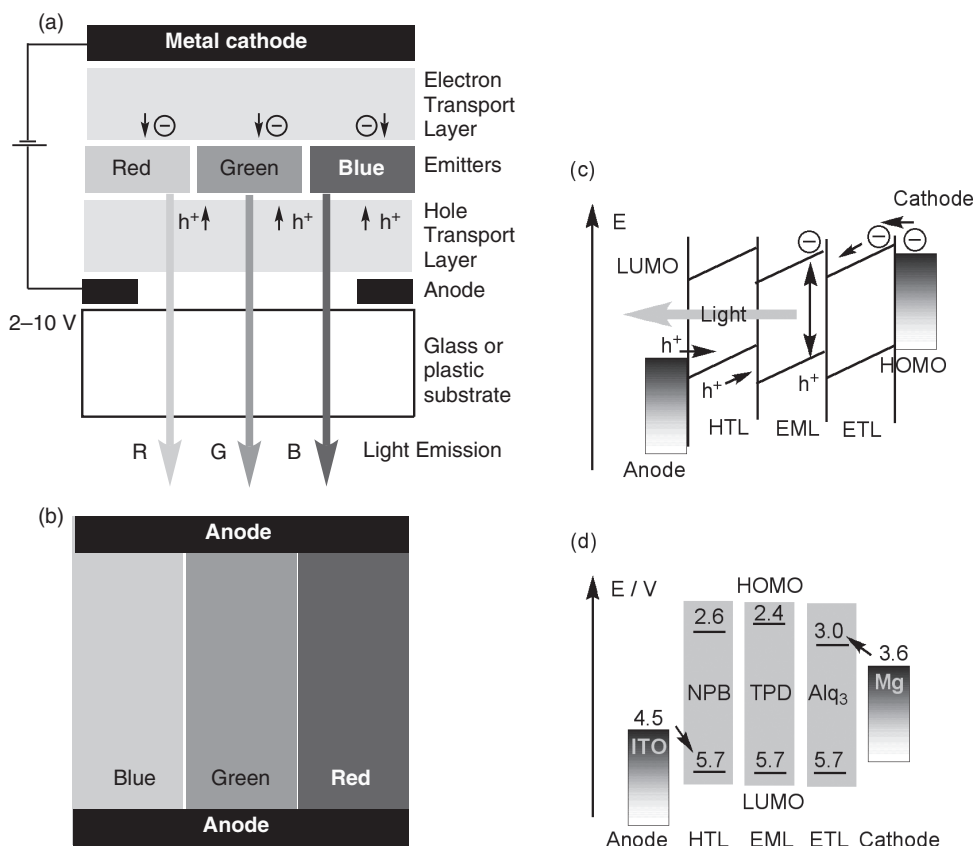 (a)
Metal cathode
Electron
Transport
Layer
⊖ ⊖ ⊖
Red Green Blue Emitters
h⁺ h⁺ h⁺
Hole
Transport
Layer
Anode
2–10 V
Glass or
plastic
substrate
R G B Light Emission
(b)
Anode
Blue Green Red
Anode
(c)
E
Cathode
⊖ ⊖ ⊖
LUMO
Light
h⁺
h⁺ h⁺
HOMO
HTL EML ETL
Anode
(d)
E / V
HOMO
2.6 2.4 3.0
3.6
NPB TPD Alq₃ Mg
4.5
ITO
5.7 5.7 5.7
LUMO
Anode HTL EML ETL Cathode